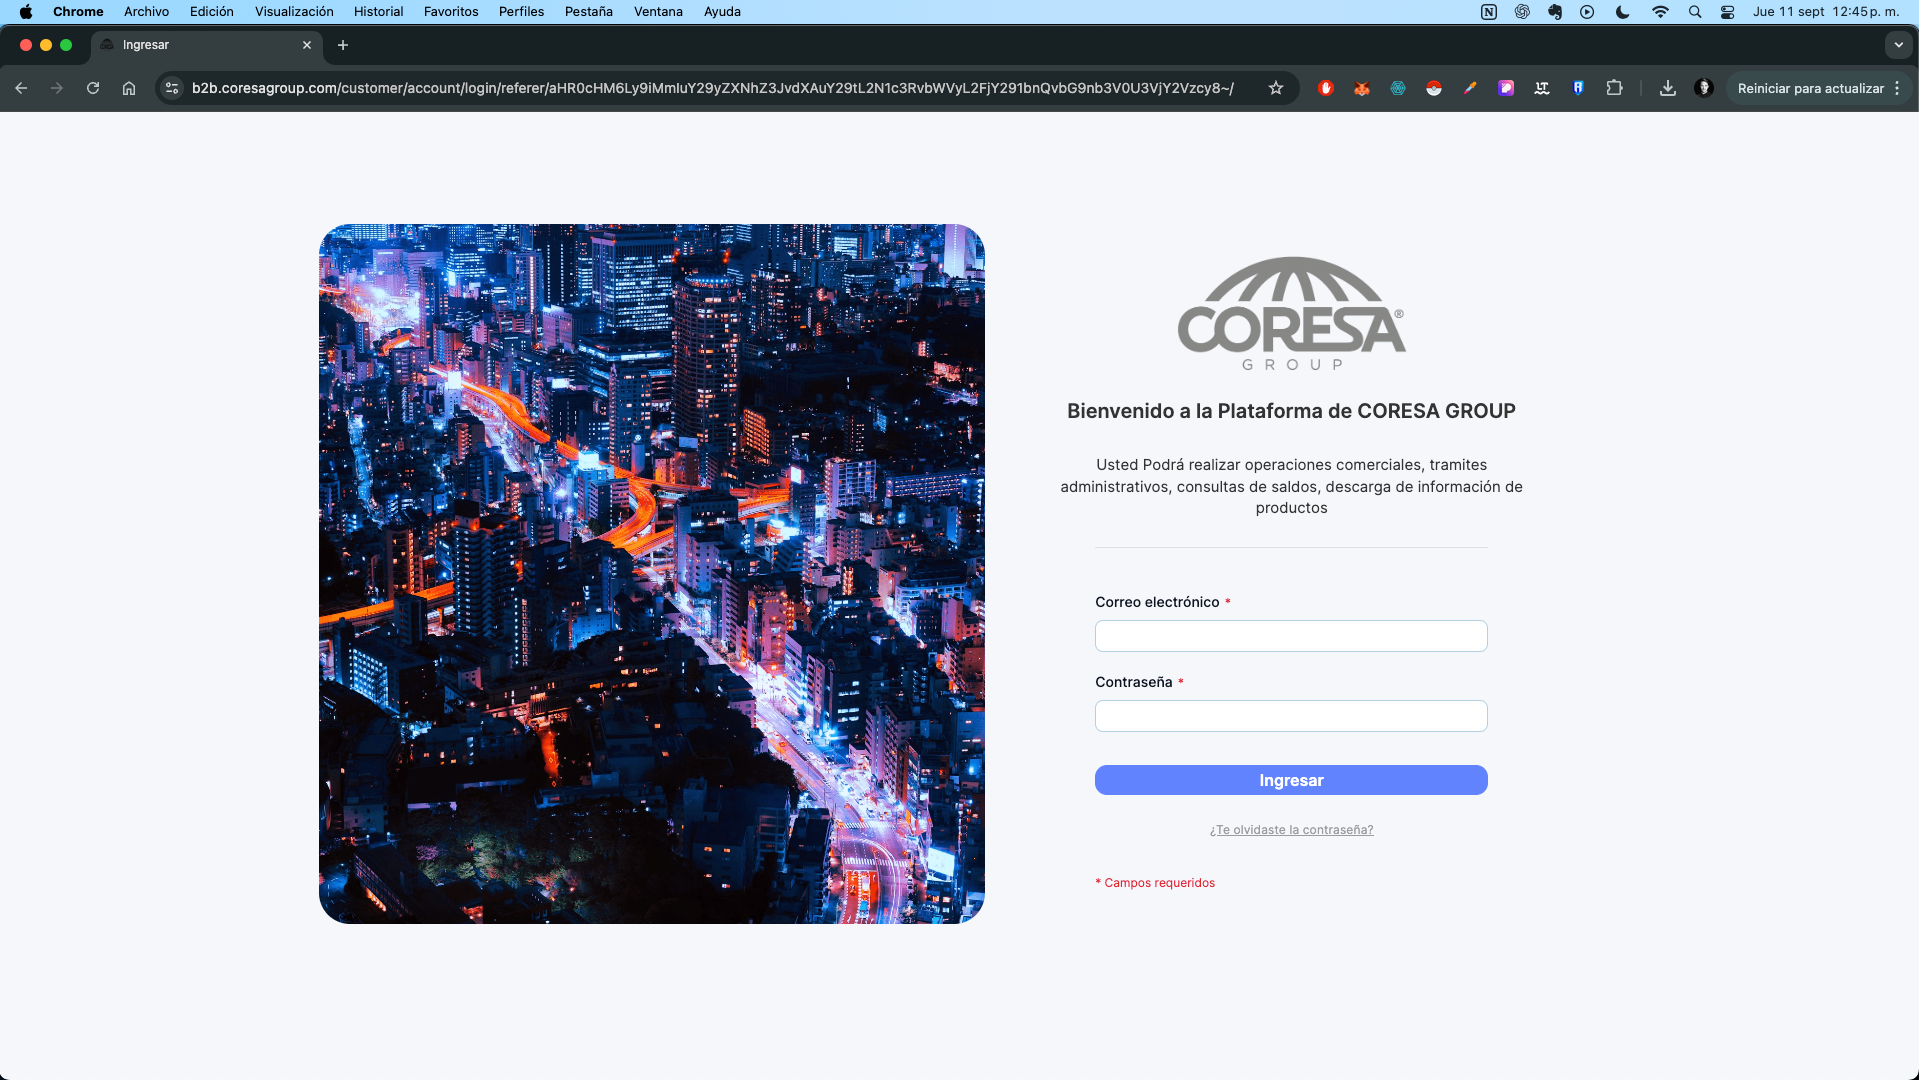 Chrome Archivo Edición Visualización Historial Favoritos Perfiles Pestaña Ventana Ayuda Jue 11 sept 12:45 p. m.
Ingresar
b2b.coresagroup.com/customer/account/login/referer/aHR0cHM6Ly9iMmIuY29yZXNhZ3JvdXAuY29tL2N1c3RvbWVyL2FjY291bnQvbG9nb3V0U3VjY2Vzcy8~/ Reiniciar para actualizar
CORESA®
GROUP
Bienvenido a la Plataforma de CORESA GROUP
Usted Podrá realizar operaciones comerciales, tramites
administrativos, consultas de saldos, descarga de información de
productos
Correo electrónico *
Contraseña *
Ingresar
¿Te olvidaste la contraseña?
* Campos requeridos